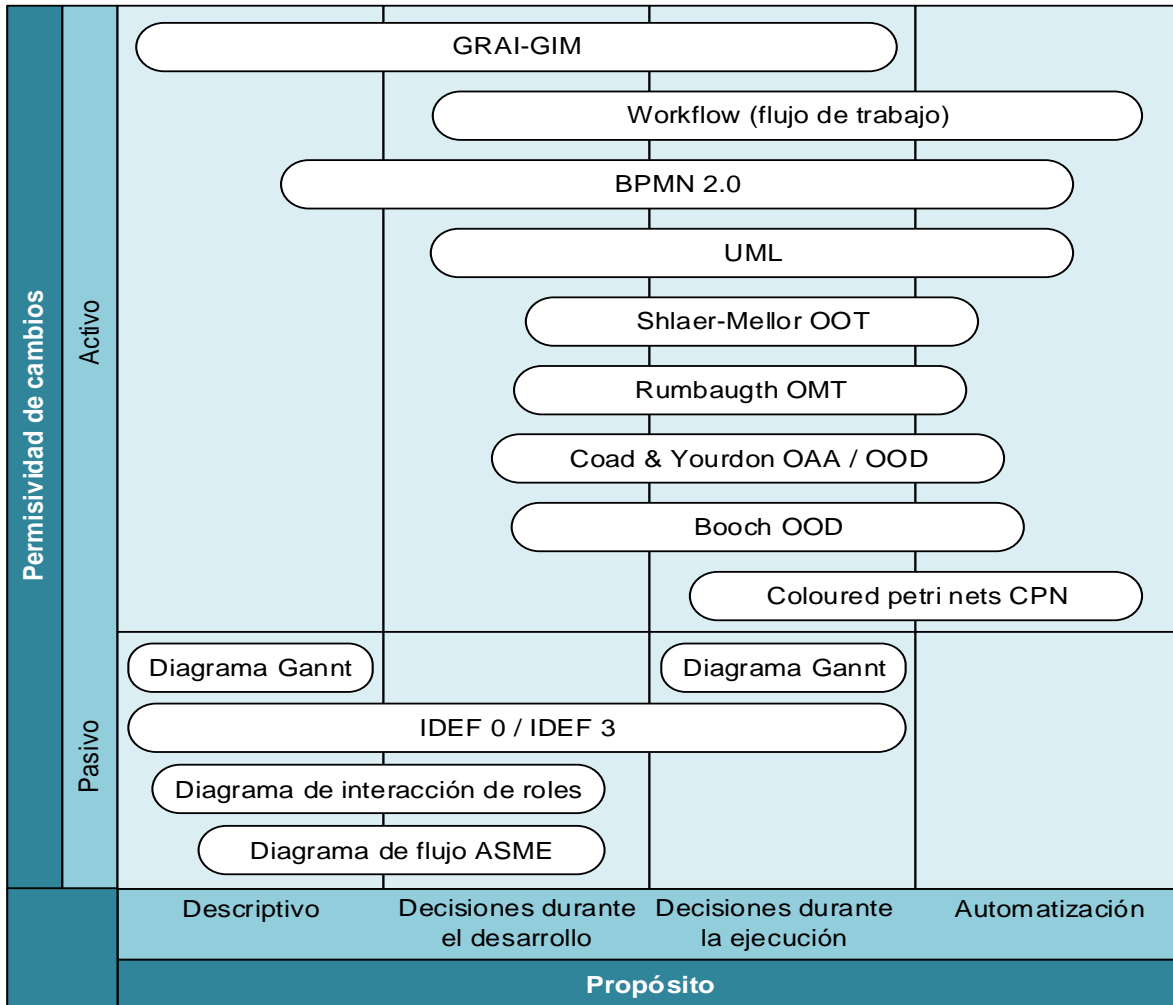 GRAI-GIM
Workflow (flujo de trabajo)
BPMN 2.0
UML
Shlaer-Mellor OOT
Rumbaugth OMT
Coad & Yourdon OAA / OOD
Booch OOD
Coloured petri nets CPN
Permisividad de cambios
Activo
Diagrama Gannt
Diagrama Gannt
IDEF 0 / IDEF 3
Diagrama de interacción de roles
Diagrama de flujo ASME
Pasivo
Descriptivo
Decisiones durante
el desarrollo
Decisiones durante
la ejecución
Automatización
Propósito